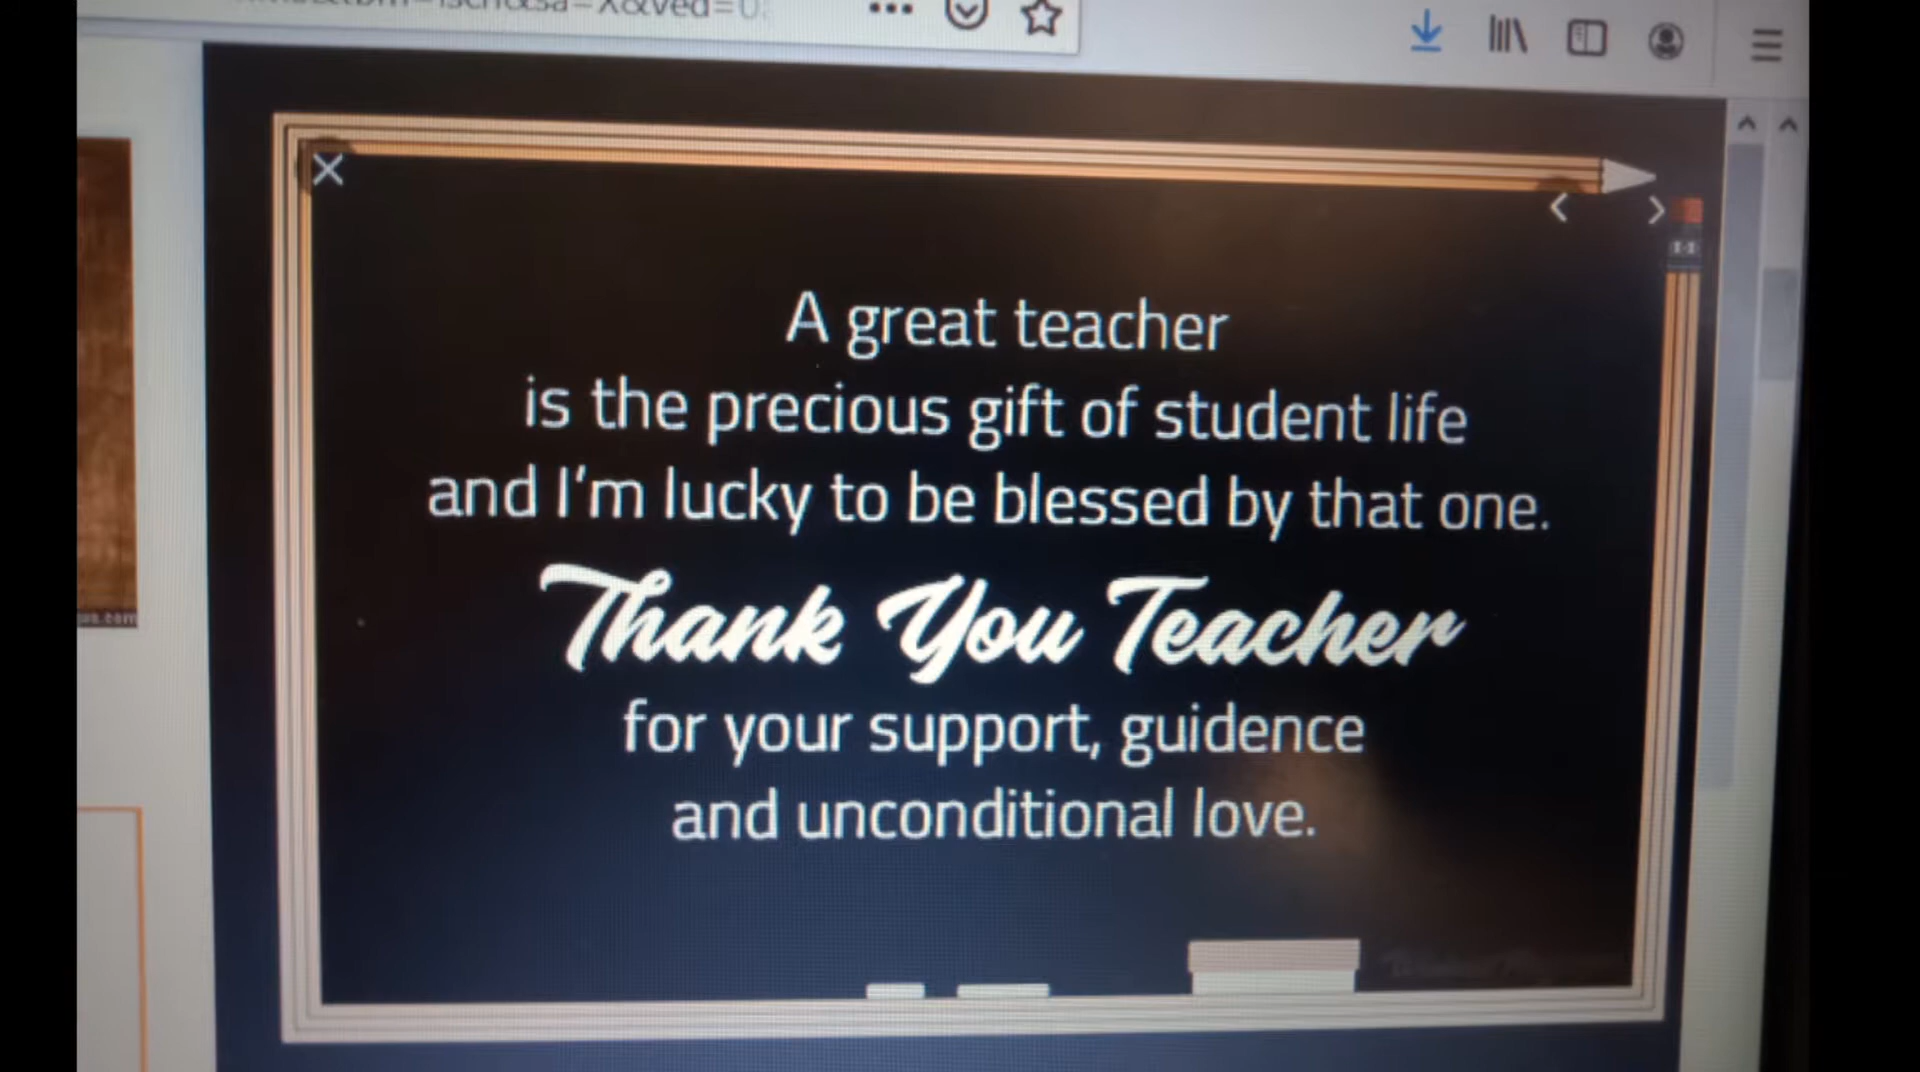 A great teacher
is the precious gift of student life
and I'm lucky to be blessed by that one.
Thank You Teacher
for your support, guidence
and unconditional love.